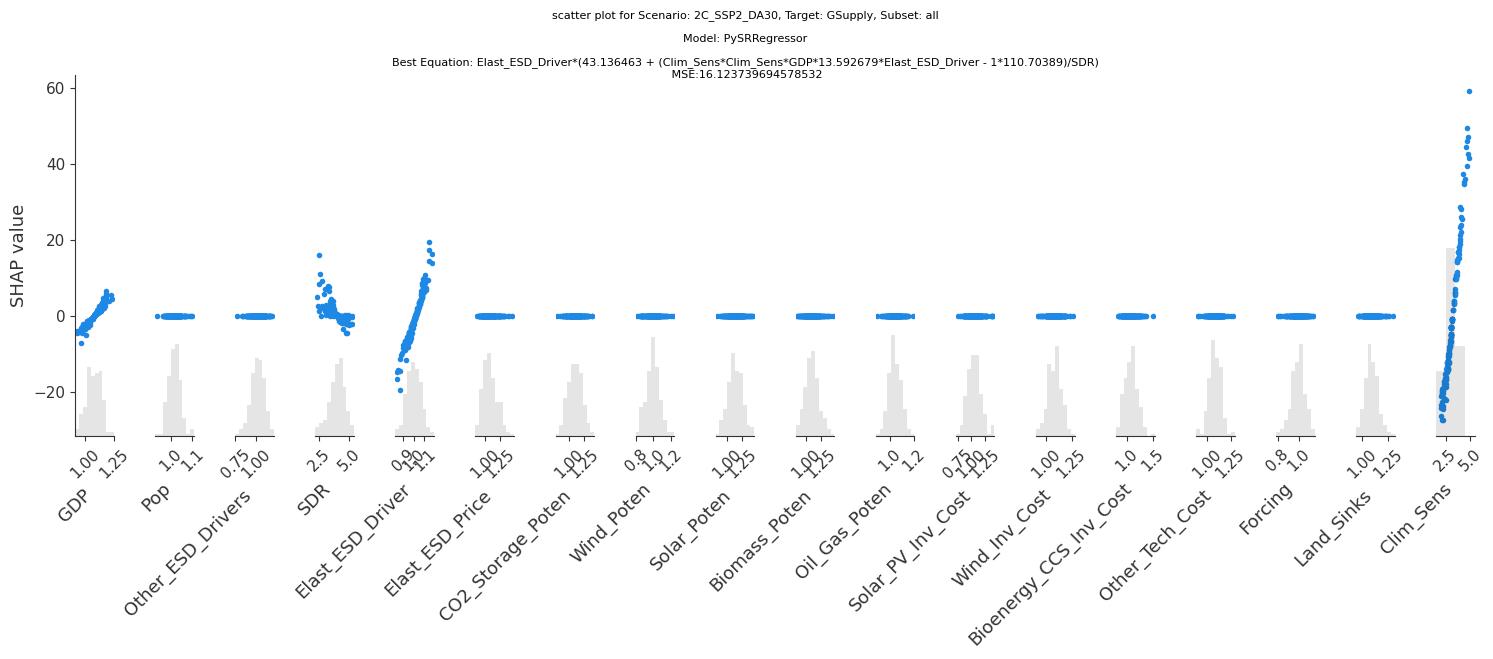 scatter plot for Scenario: 2C_SSP2_DA30, Target: GSupply, Subset: all
Model: PySRRegressor
Best Equation: Elast_ESD_Driver*(43.136463 + (Clim_Sens*Clim_Sens*GDP*13.592679*Elast_ESD_Driver - 1*110.70389)/SDR)
MSE:16.123739694578532
60
40
20
0
−20
SHAP value
1.00 1.25
1.0 1.1
0.75 1.00
2.5 5.0
0.9 1.0 1.1
1.00 1.25
1.00 1.25
0.8 1.0 1.2
1.00 1.25
1.00 1.25
1.0 1.2
0.75 1.00 1.25
1.00 1.25
1.0 1.5
1.00 1.25
0.8 1.0
1.00 1.25
2.5 5.0
GDP
Pop
Other_ESD_Drivers
SDR
Elast_ESD_Driver
Elast_ESD_Price
CO2_Storage_Poten
Wind_Poten
Solar_Poten
Biomass_Poten
Oil_Gas_Poten
Solar_PV_Inv_Cost
Wind_Inv_Cost
Bioenergy_CCS_Inv_Cost
Other_Tech_Cost
Forcing
Land_Sinks
Clim_Sens